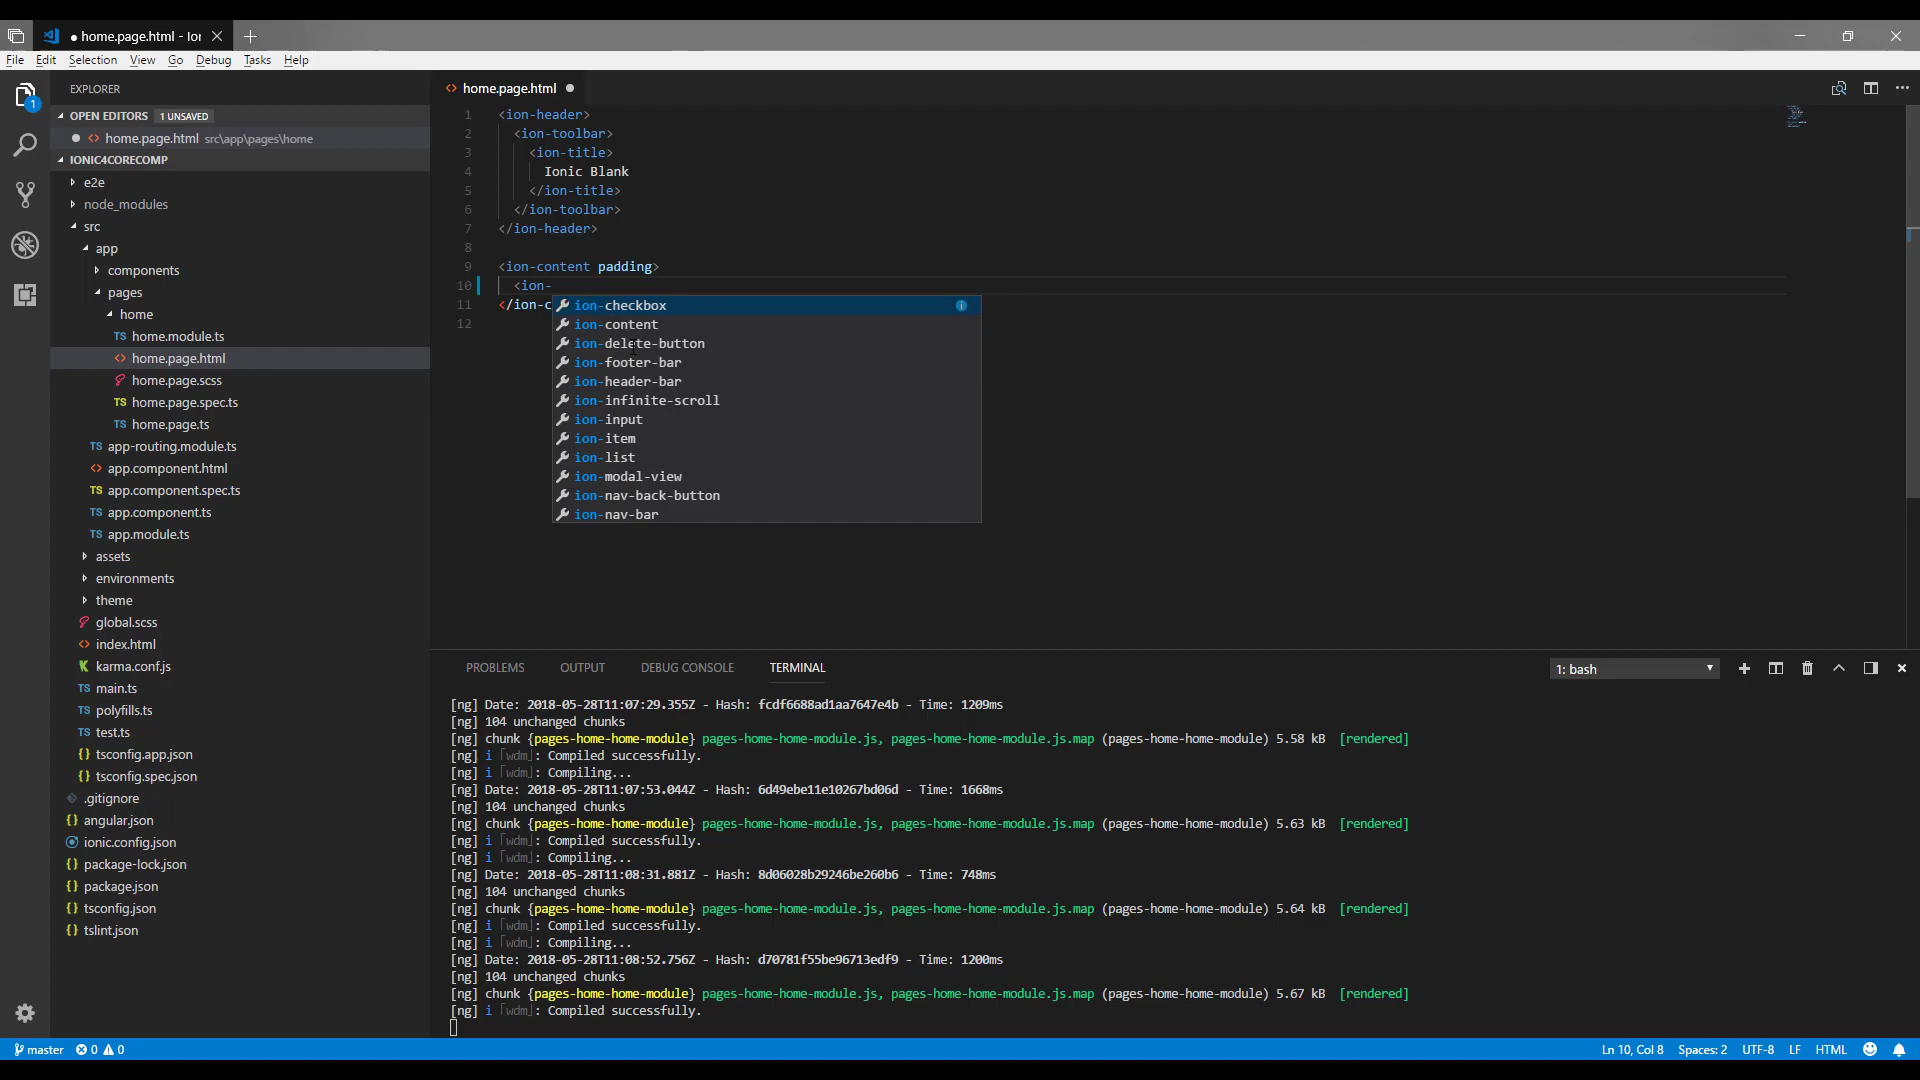 ● home.page.html - Ior
File Edit Selection View Go Debug Tasks Help
EXPLORER
OPEN EDITORS 1 UNSAVED
home.page.html src\app\pages\home
IONIC4CORECOMP
e2e
node_modules
src
app
components
pages
home
TS home.module.ts
home.page.html
home.page.scss
TS home.page.spec.ts
TS home.page.ts
TS app-routing.module.ts
app.component.html
TS app.component.spec.ts
TS app.component.ts
TS app.module.ts
assets
environments
theme
global.scss
index.html
karma.conf.js
TS main.ts
TS polyfills.ts
TS test.ts
{} tsconfig.app.json
{} tsconfig.spec.json
.gitignore
{} angular.json
ionic.config.json
{} package-lock.json
{} package.json
{} tsconfig.json
{} tslint.json
1
home.page.html
1 <ion-header>
2 <ion-toolbar>
3 <ion-title>
4 Ionic Blank
5 </ion-title>
6 </ion-toolbar>
7 </ion-header>
8
9 <ion-content padding>
10 <ion-
11 </ion-c
12
ion-checkbox
ion-content
ion-delete-button
ion-footer-bar
ion-header-bar
ion-infinite-scroll
ion-input
ion-item
ion-list
ion-modal-view
ion-nav-back-button
ion-nav-bar
PROBLEMS OUTPUT DEBUG CONSOLE TERMINAL 1: bash
[ng] Date: 2018-05-28T11:07:29.355Z - Hash: fcdf6688ad1aa7647e4b - Time: 1209ms
[ng] 104 unchanged chunks
[ng] chunk {pages-home-home-module} pages-home-home-module.js, pages-home-home-module.js.map (pages-home-home-module) 5.58 kB [rendered]
[ng] i ｢wdm｣: Compiled successfully.
[ng] i ｢wdm｣: Compiling...
[ng] Date: 2018-05-28T11:07:53.044Z - Hash: 6d49ebe11e10267bd06d - Time: 1668ms
[ng] 104 unchanged chunks
[ng] chunk {pages-home-home-module} pages-home-home-module.js, pages-home-home-module.js.map (pages-home-home-module) 5.63 kB [rendered]
[ng] i ｢wdm｣: Compiled successfully.
[ng] i ｢wdm｣: Compiling...
[ng] Date: 2018-05-28T11:08:31.881Z - Hash: 8d06028b29246be260b6 - Time: 748ms
[ng] 104 unchanged chunks
[ng] chunk {pages-home-home-module} pages-home-home-module.js, pages-home-home-module.js.map (pages-home-home-module) 5.64 kB [rendered]
[ng] i ｢wdm｣: Compiled successfully.
[ng] i ｢wdm｣: Compiling...
[ng] Date: 2018-05-28T11:08:52.756Z - Hash: d70781f55be96713edf9 - Time: 1200ms
[ng] 104 unchanged chunks
[ng] chunk {pages-home-home-module} pages-home-home-module.js, pages-home-home-module.js.map (pages-home-home-module) 5.67 kB [rendered]
[ng] i ｢wdm｣: Compiled successfully.
master 0 0 Ln 10, Col 8 Spaces: 2 UTF-8 LF HTML